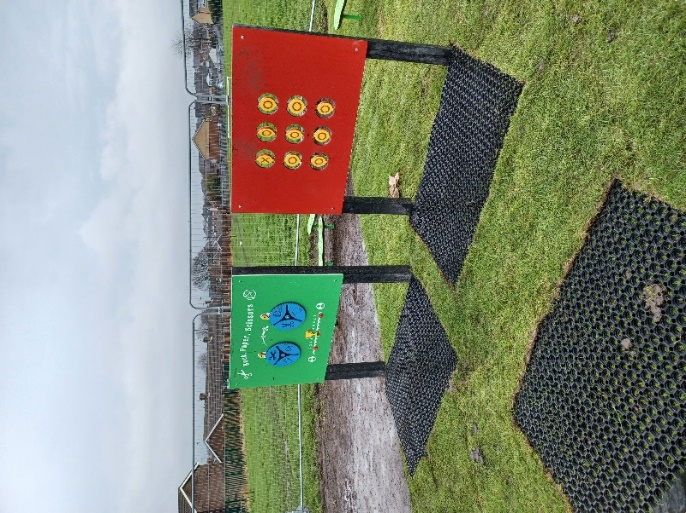 Rock, Paper, Scissors
X O O
O O O
O O O